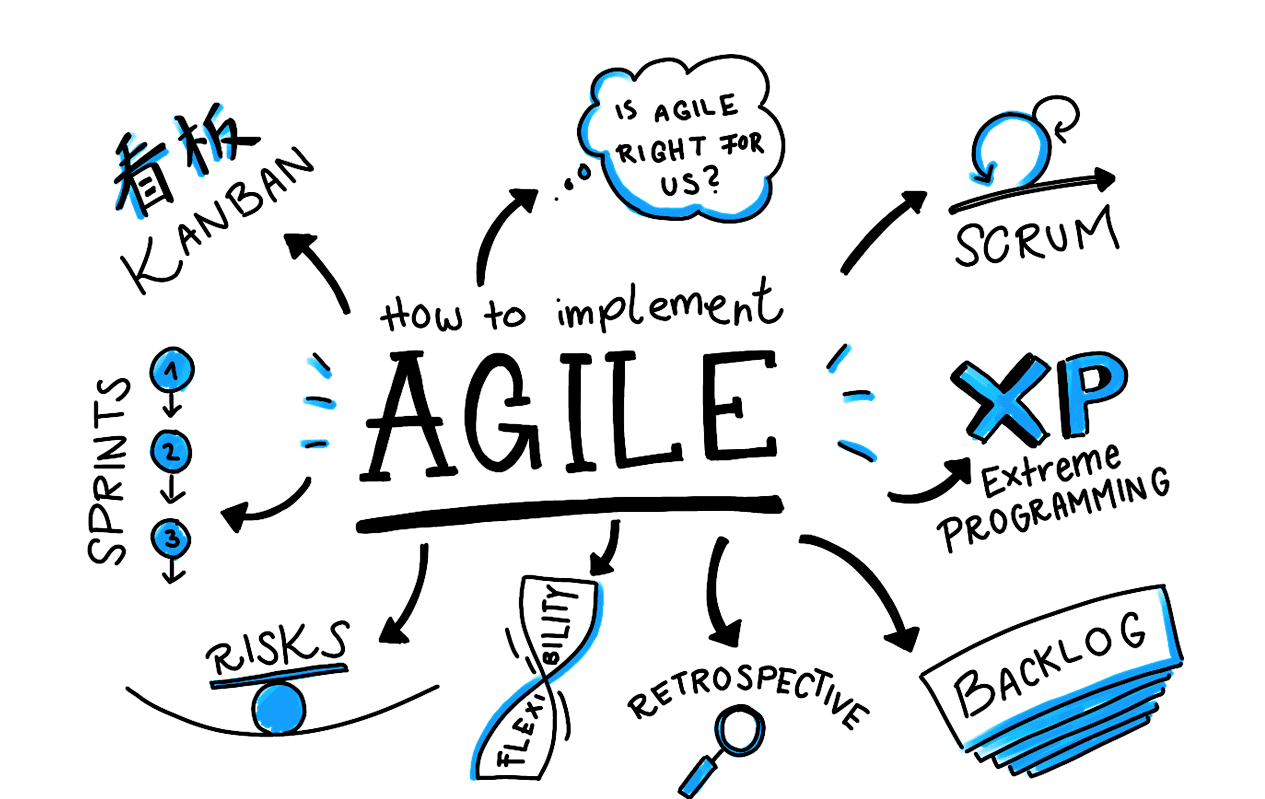 IS AGILE
RIGHT FOR
US?
看板
KANBAN
SCRUM
How to implement
AGILE
SPRINTS
1
2
3
XP
Extreme
PROGRAMMING
RISKS
FLEXIBILITY
RETROSPECTIVE
BACKLOG